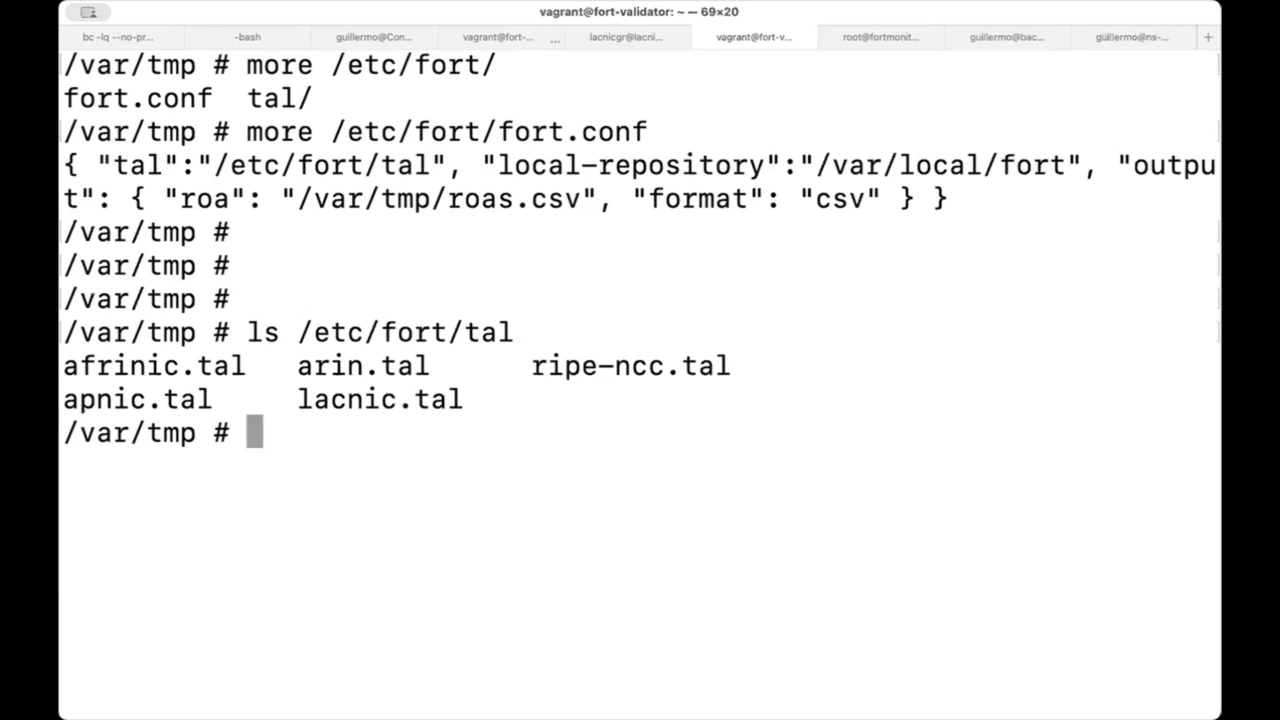 vagrant@fort-validator: ~ — 69×20
bc -lq --no-pr... -bash guillermo@Con... vagrant@fort-... ... lacnicgr@lacni... vagrant@fort-v... root@fortmonit... guillermo@bac... guillermo@ns-... +
/var/tmp # more /etc/fort/
fort.conf  tal/
/var/tmp # more /etc/fort/fort.conf
{ "tal":"/etc/fort/tal", "local-repository":"/var/local/fort", "outpu
t": { "roa": "/var/tmp/roas.csv", "format": "csv" } }
/var/tmp #
/var/tmp #
/var/tmp #
/var/tmp # ls /etc/fort/tal
afrinic.tal   arin.tal      ripe-ncc.tal
apnic.tal     lacnic.tal
/var/tmp #